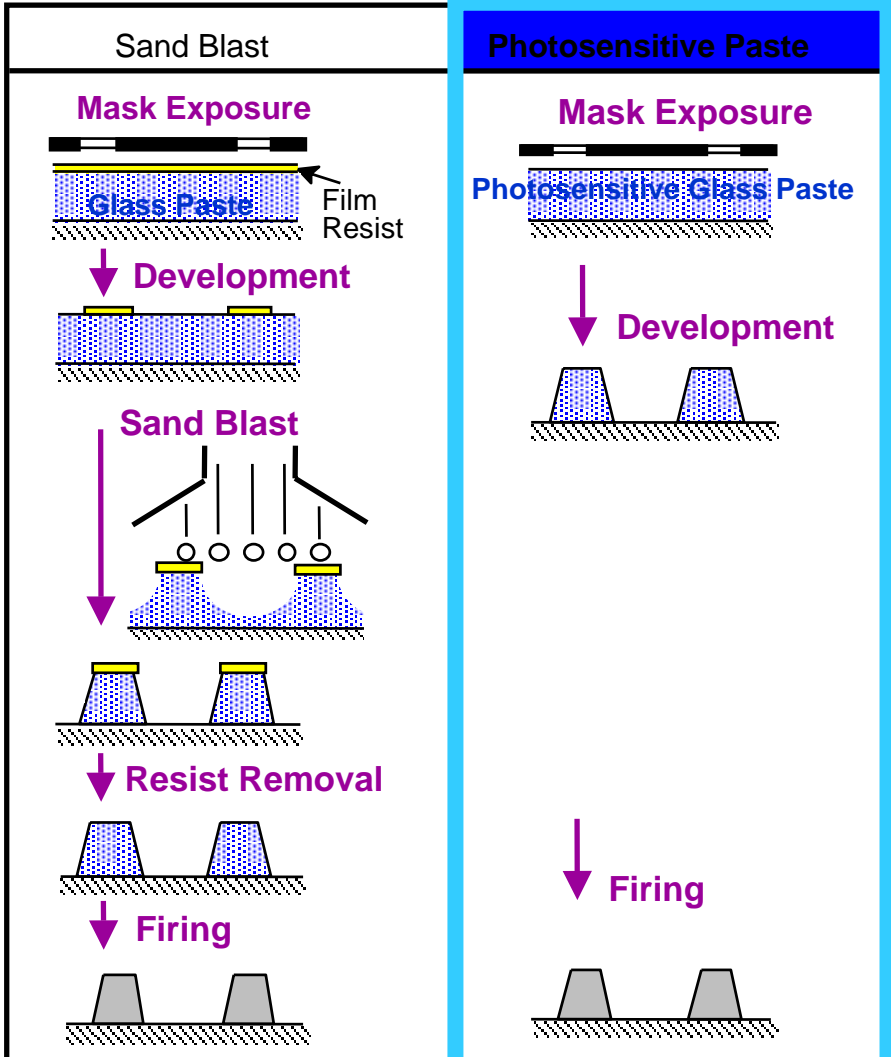 Sand Blast
Mask Exposure
Glass Paste
Film
Resist
Development
Sand Blast
Resist Removal
Firing
Photosensitive Paste
Mask Exposure
Photosensitive Glass Paste
Development
Firing